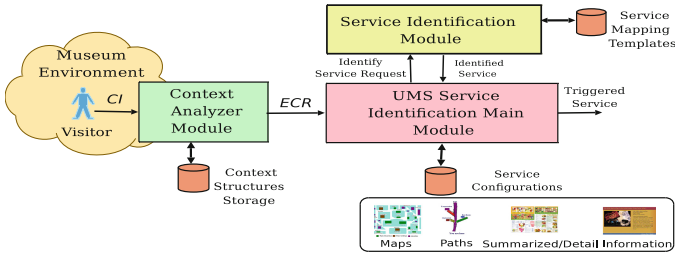 Museum
Environment
CI
Visitor
Context
Analyzer
Module
ECR
Context
Structures
Storage
Service Identification
Module
Service
Mapping
Templates
Identify
Service Request
Identified
Service
UMS Service
Identification Main
Module
Triggered
Service
Service
Configurations
Maps
Paths
Summarized/Detail Information